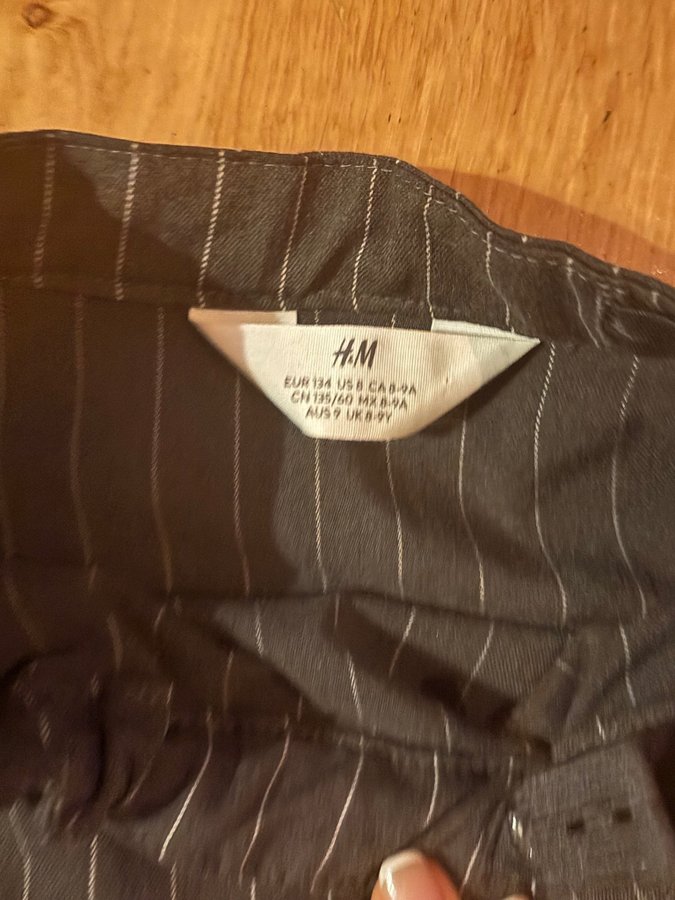 H&M
EUR 134 US 8 CA 8-9A
CN 135/60 MX 8-9A
AUS 9 UK 8-9Y